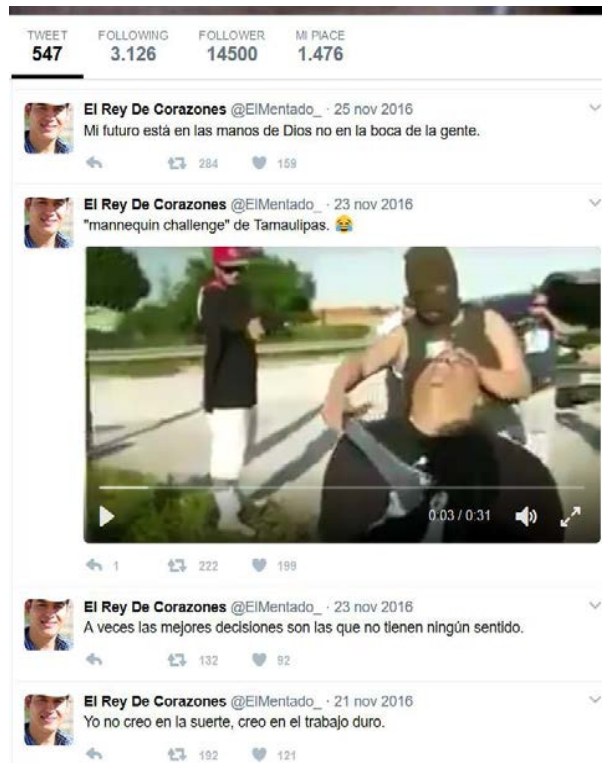 TWEET FOLLOWING FOLLOWER MI PIACE
547 3.126 14500 1.476
El Rey De Corazones @ElMentado_ · 25 nov 2016
Mi futuro está en las manos de Dios no en la boca de la gente.
284 159
El Rey De Corazones @ElMentado_ · 23 nov 2016
"mannequin challenge" de Tamaulipas. 😂
0:03 / 0:31
1 222 199
El Rey De Corazones @ElMentado_ · 23 nov 2016
A veces las mejores decisiones son las que no tienen ningún sentido.
132 92
El Rey De Corazones @ElMentado_ · 21 nov 2016
Yo no creo en la suerte, creo en el trabajo duro.
192 121